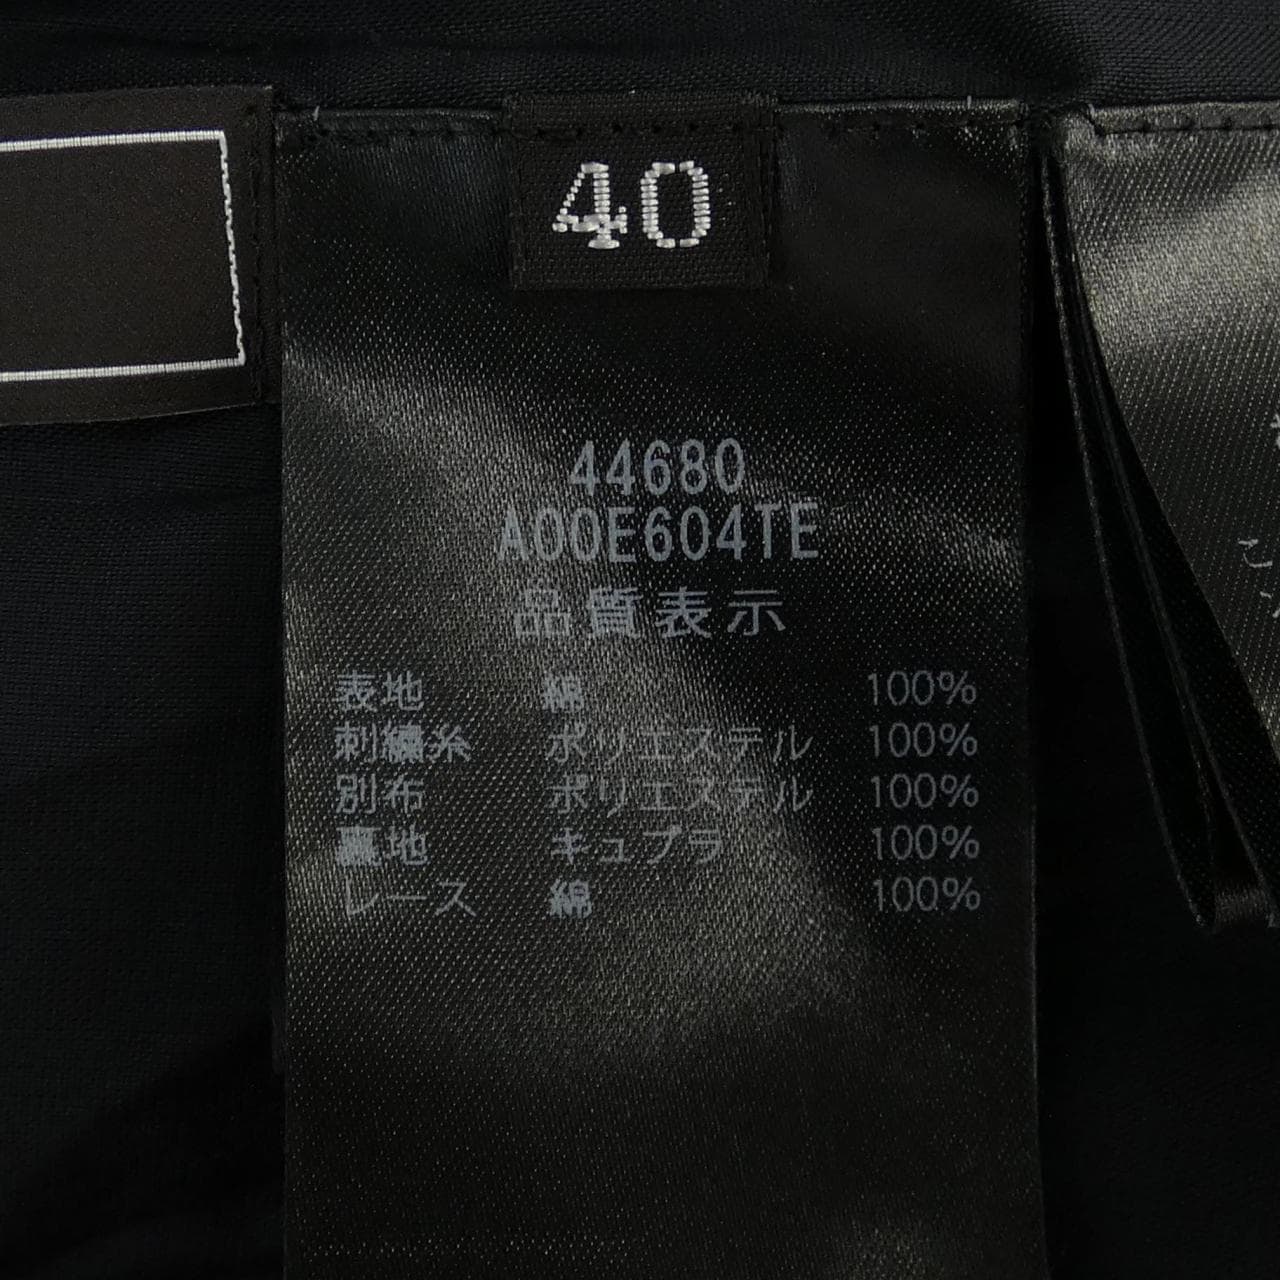 40
44680
A00E604TE
品質表示
表地 綿 100%
刺繍糸 ポリエステル 100%
別布 ポリエステル 100%
裏地 キュプラ 100%
レース 綿 100%